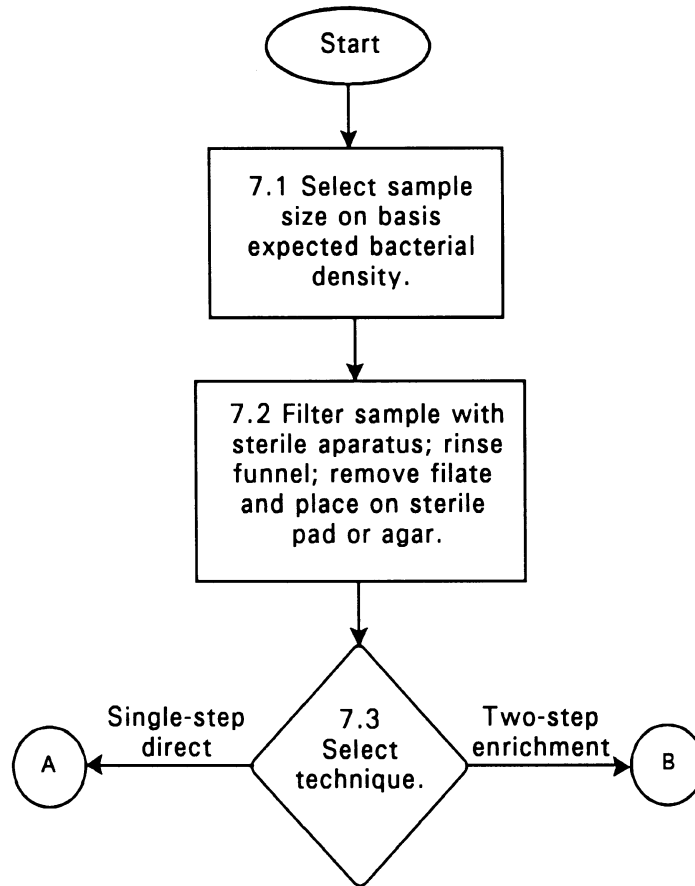 Start
7.1 Select sample
size on basis
expected bacterial
density.
7.2 Filter sample with
sterile aparatus; rinse
funnel; remove filate
and place on sterile
pad or agar.
Single-step
direct
7.3
Select
technique.
Two-step
enrichment
A
B